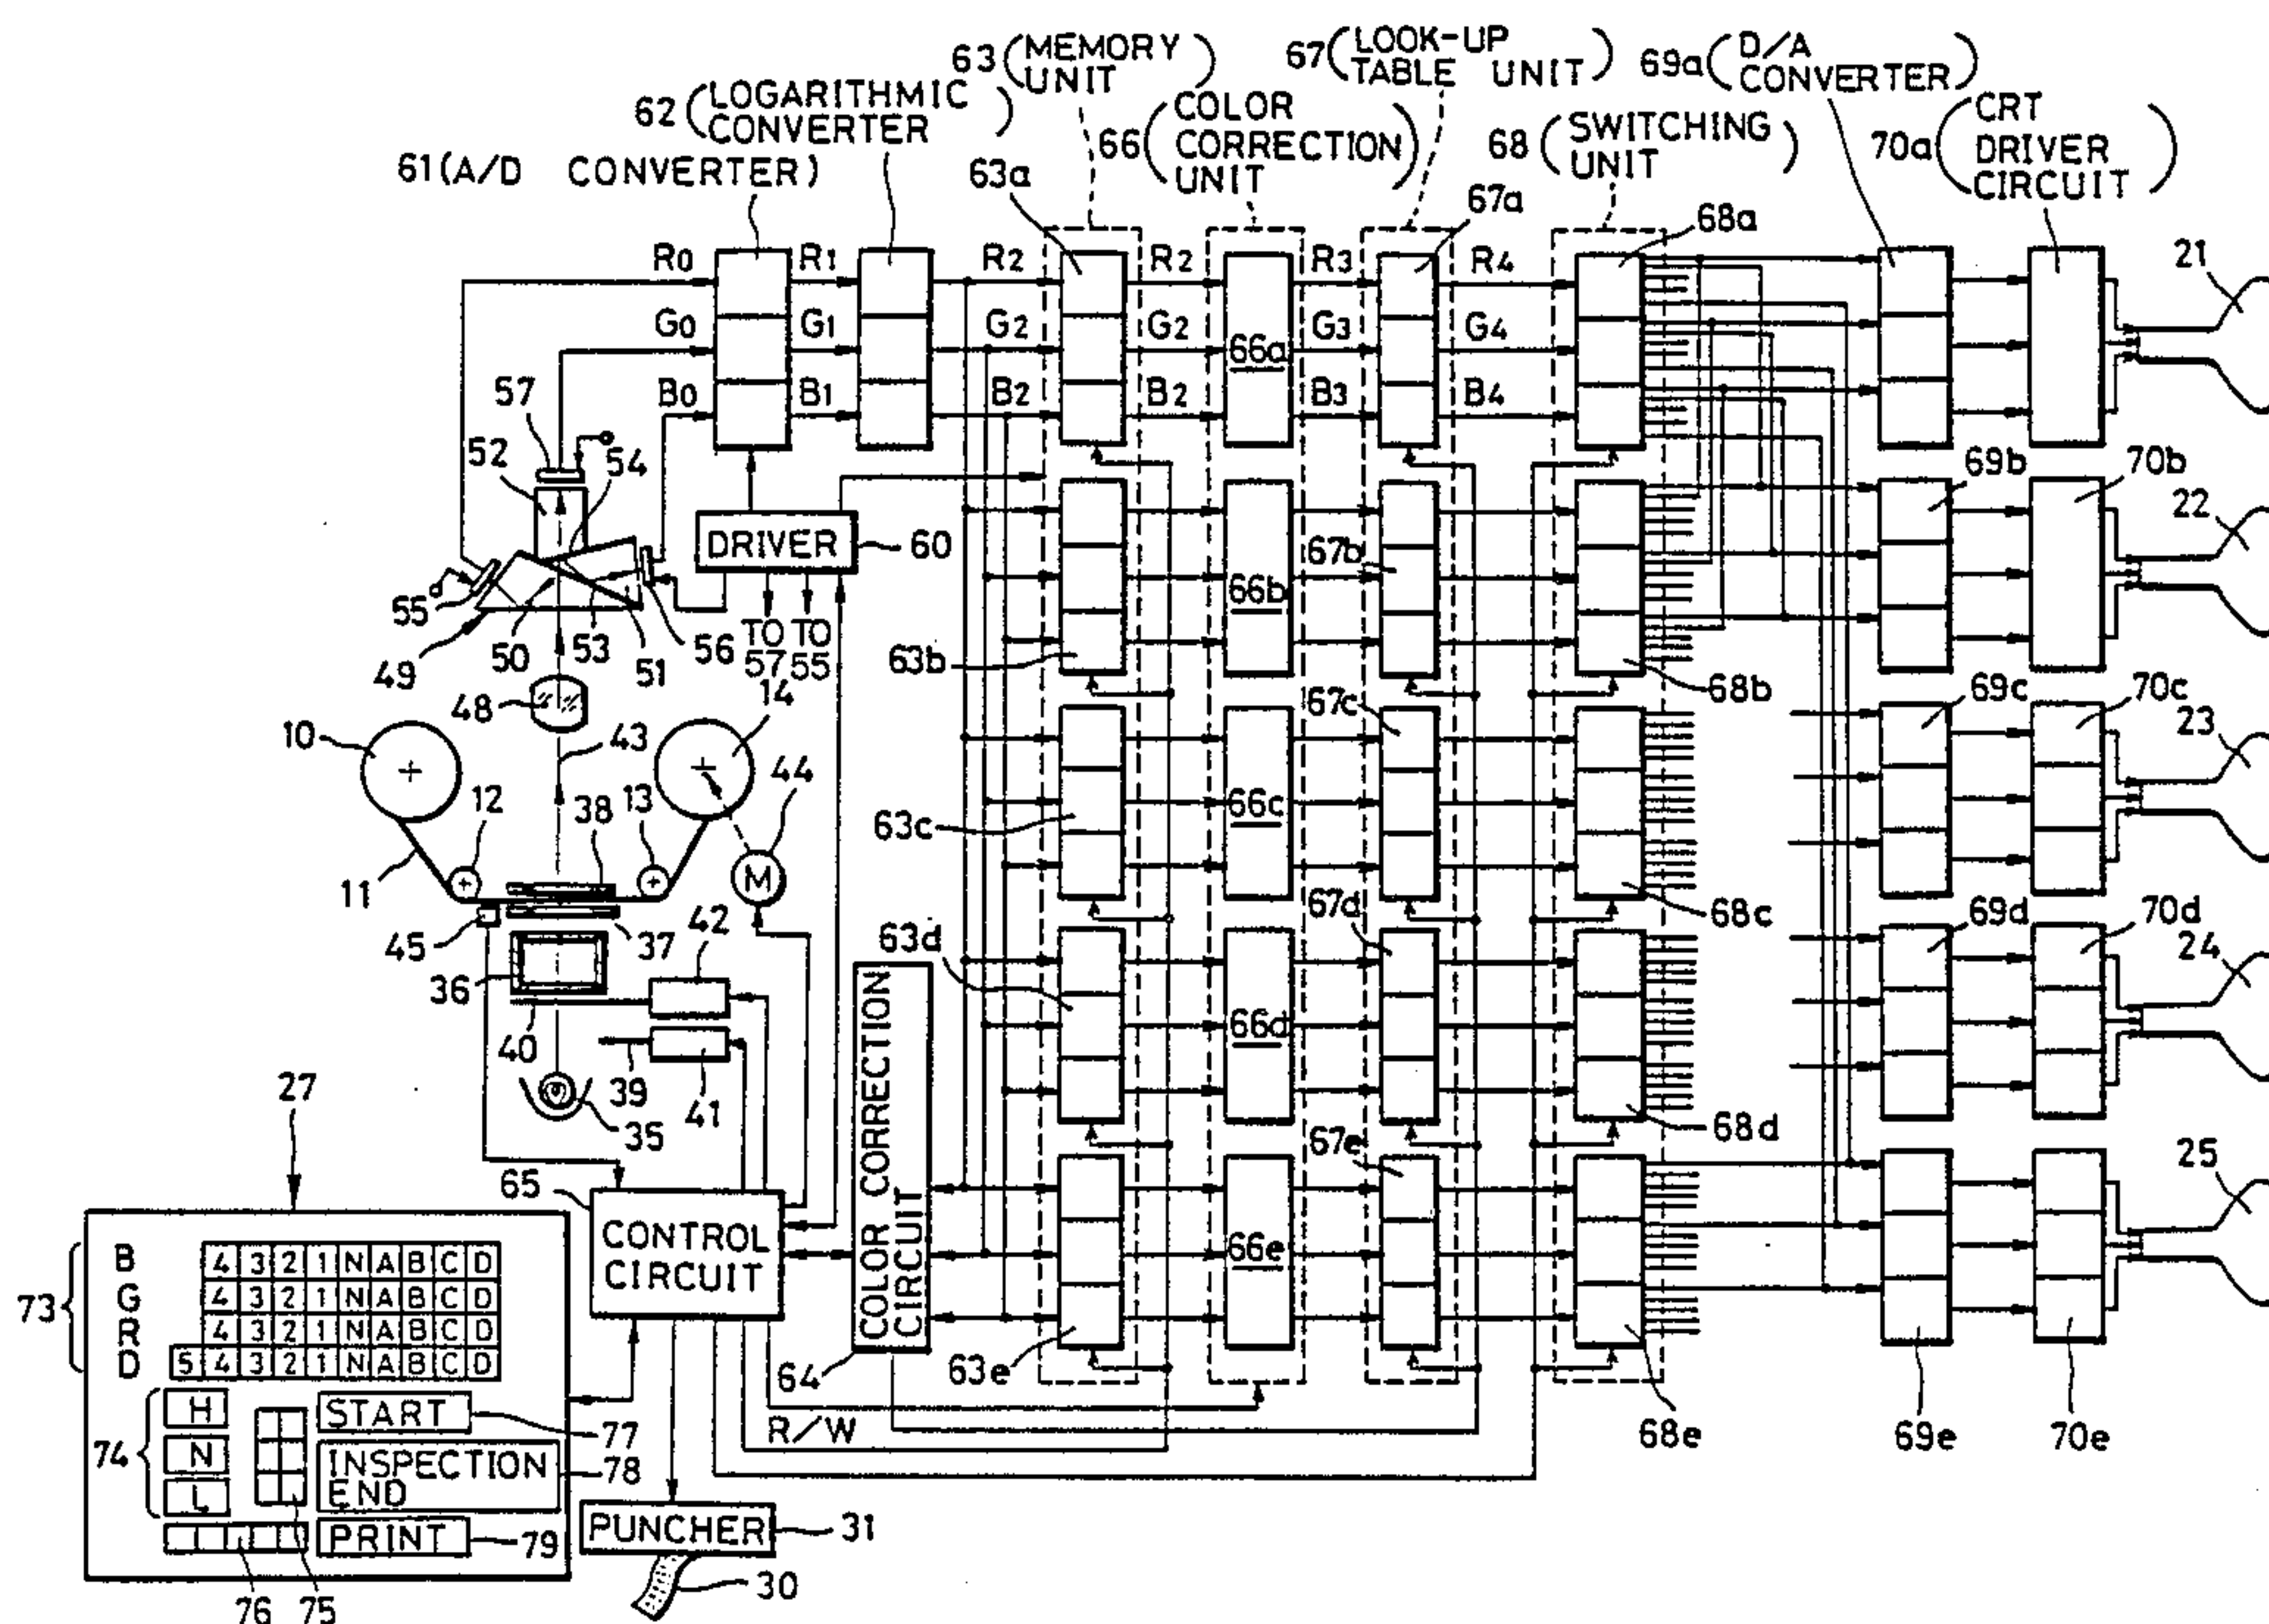 63 (MEMORY UNIT)
67 (LOOK-UP TABLE UNIT)
69a (D/A CONVERTER)
62 (LOGARITHMIC CONVERTER)
66 (COLOR CORRECTION UNIT)
68 (SWITCHING UNIT)
70a (CRT DRIVER CIRCUIT)
61 (A/D CONVERTER)
63a
67a
68a
21
R0 R1 R2 R2 R3 R4
G0 G1 G2 G2 G3 G4
66a
B0 B1 B2 B2 B3 B4
57
52
54
69b
70b
22
DRIVER
60
67b
55
66b
50
53
51
56
TO 57
TO 55
63b
49
68b
48
14
67c
69c
70c
23
10
43
44
12
38
13
63c
66c
M
11
68c
45
37
42
67d
69d
70d
24
36
63d
40
66d
39
41
35
68d
27
67e
25
65
CONTROL CIRCUIT
COLOR CORRECTION CIRCUIT
66e
73
B 4 3 2 1 N A B C D
G 4 3 2 1 N A B C D
R 4 3 2 1 N A B C D
D 5 4 3 2 1 N A B C D
64
63e
68e
69e
70e
74
H
N
L
START
77
R/W
INSPECTION END
78
PRINT
79
PUNCHER
31
30
76
75